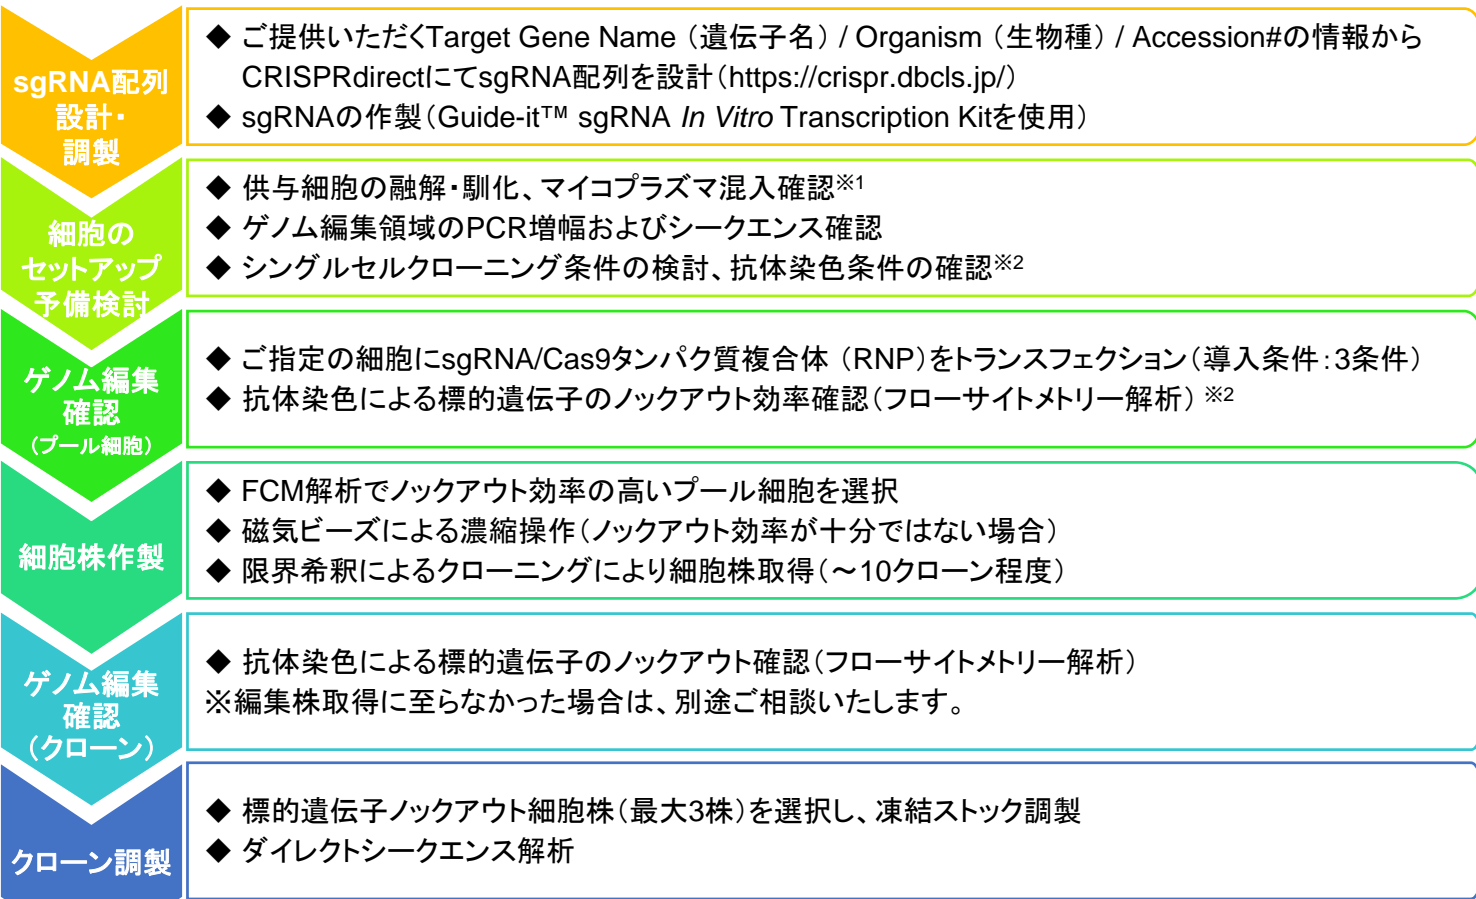 sgRNA配列
設計・
調製
◆ ご提供いただくTarget Gene Name（遺伝子名） / Organism（生物種） / Accession#の情報から
CRISPRdirectにてsgRNA配列を設計（https://crispr.dbcls.jp/）
◆ sgRNAの作製（Guide-it™ sgRNA In Vitro Transcription Kitを使用）
細胞の
セットアップ
予備検討
◆ 供与細胞の融解・馴化、マイコプラズマ混入確認※1
◆ ゲノム編集領域のPCR増幅およびシークエンス確認
◆ シングルセルクローニング条件の検討、抗体染色条件の確認※2
ゲノム編集
確認
（プール細胞）
◆ ご指定の細胞にsgRNA/Cas9タンパク質複合体（RNP）をトランスフェクション（導入条件：3条件）
◆ 抗体染色による標的遺伝子のノックアウト効率確認（フローサイトメトリー解析）※2
細胞株作製
◆ FCM解析でノックアウト効率の高いプール細胞を選択
◆ 磁気ビーズによる濃縮操作（ノックアウト効率が十分ではない場合）
◆ 限界希釈によるクローニングにより細胞株取得（～10クローン程度）
ゲノム編集
確認
（クローン）
◆ 抗体染色による標的遺伝子のノックアウト確認（フローサイトメトリー解析）
※編集株取得に至らなかった場合は、別途ご相談いたします。
クローン調製
◆ 標的遺伝子ノックアウト細胞株（最大3株）を選択し、凍結ストック調製
◆ ダイレクトシークエンス解析